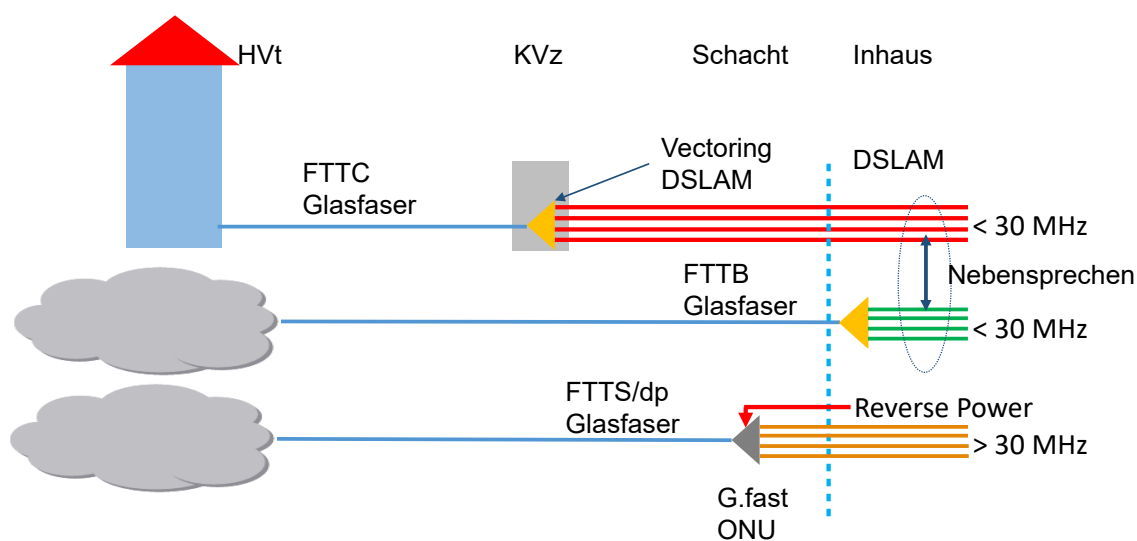 HVt
KVz
Schacht
Inhaus
FTTC
Glasfaser
Vectoring
DSLAM
DSLAM
< 30 MHz
FTTB
Glasfaser
Nebensprechen
< 30 MHz
FTTS/dp
Glasfaser
Reverse Power
> 30 MHz
G.fast
ONU